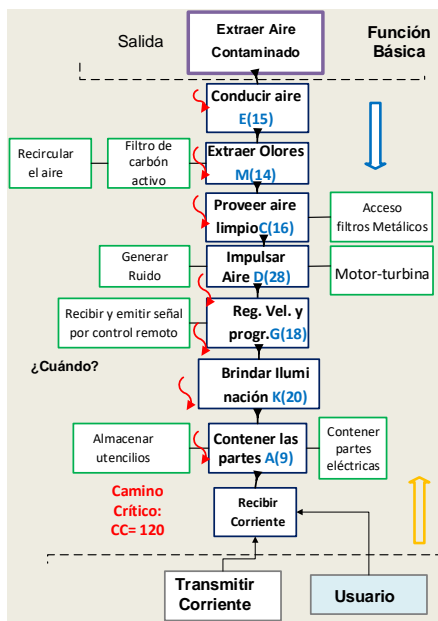 Salida
Extraer Aire
Contaminado
Función
Básica
Conducir aire
E(15)
Recircular
el aire
Filtro de
carbón
activo
Extraer Olores
M(14)
Proveer aire
limpioC(16)
Acceso
filtros Metálicos
Generar
Ruido
Impulsar
Aire D(28)
Motor-turbina
Recibir y emitir señal
por control remoto
Reg. Vel. y
progr.G(18)
¿Cuándo?
Brindar Ilumi
nación K(20)
Almacenar
utencilios
Contener las
partes A(9)
Contener
partes
eléctricas
Camino
Crítico:
CC= 120
Recibir
Corriente
Transmitir
Corriente
Usuario